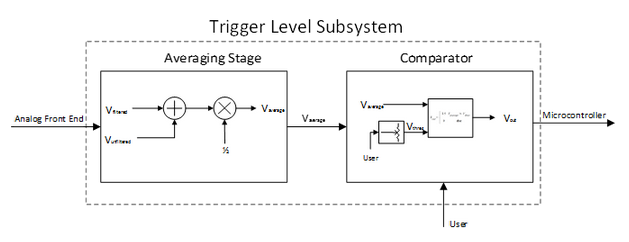 Trigger Level Subsystem
Averaging Stage
Comparator
Analog Front End
Vfiltered
Vunfiltered
½
Vaverage
Vaverage
Vaverage
User
Vthres
Vout
Microcontroller
User